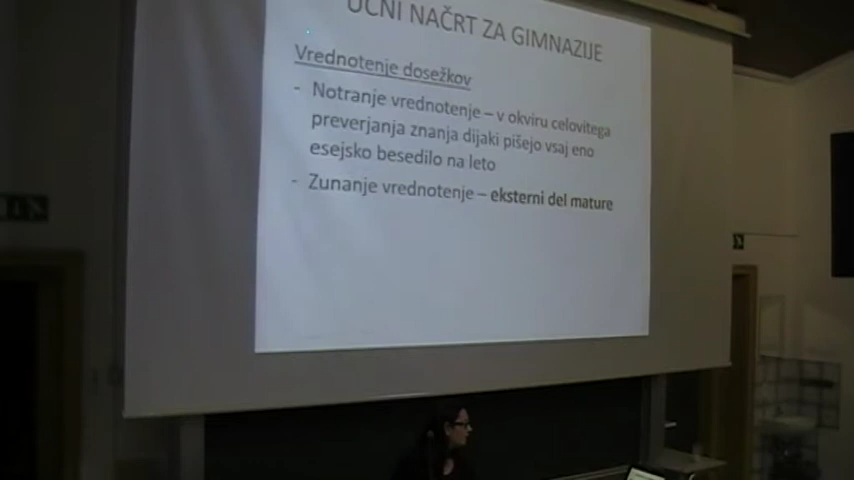 UČNI NAČRT ZA GIMNAZIJE
Vrednotenje dosežkov
- Notranje vrednotenje – v okviru celovitega
preverjanja znanja dijaki pišejo vsaj eno
esejsko besedilo na leto
- Zunanje vrednotenje – eksterni del mature